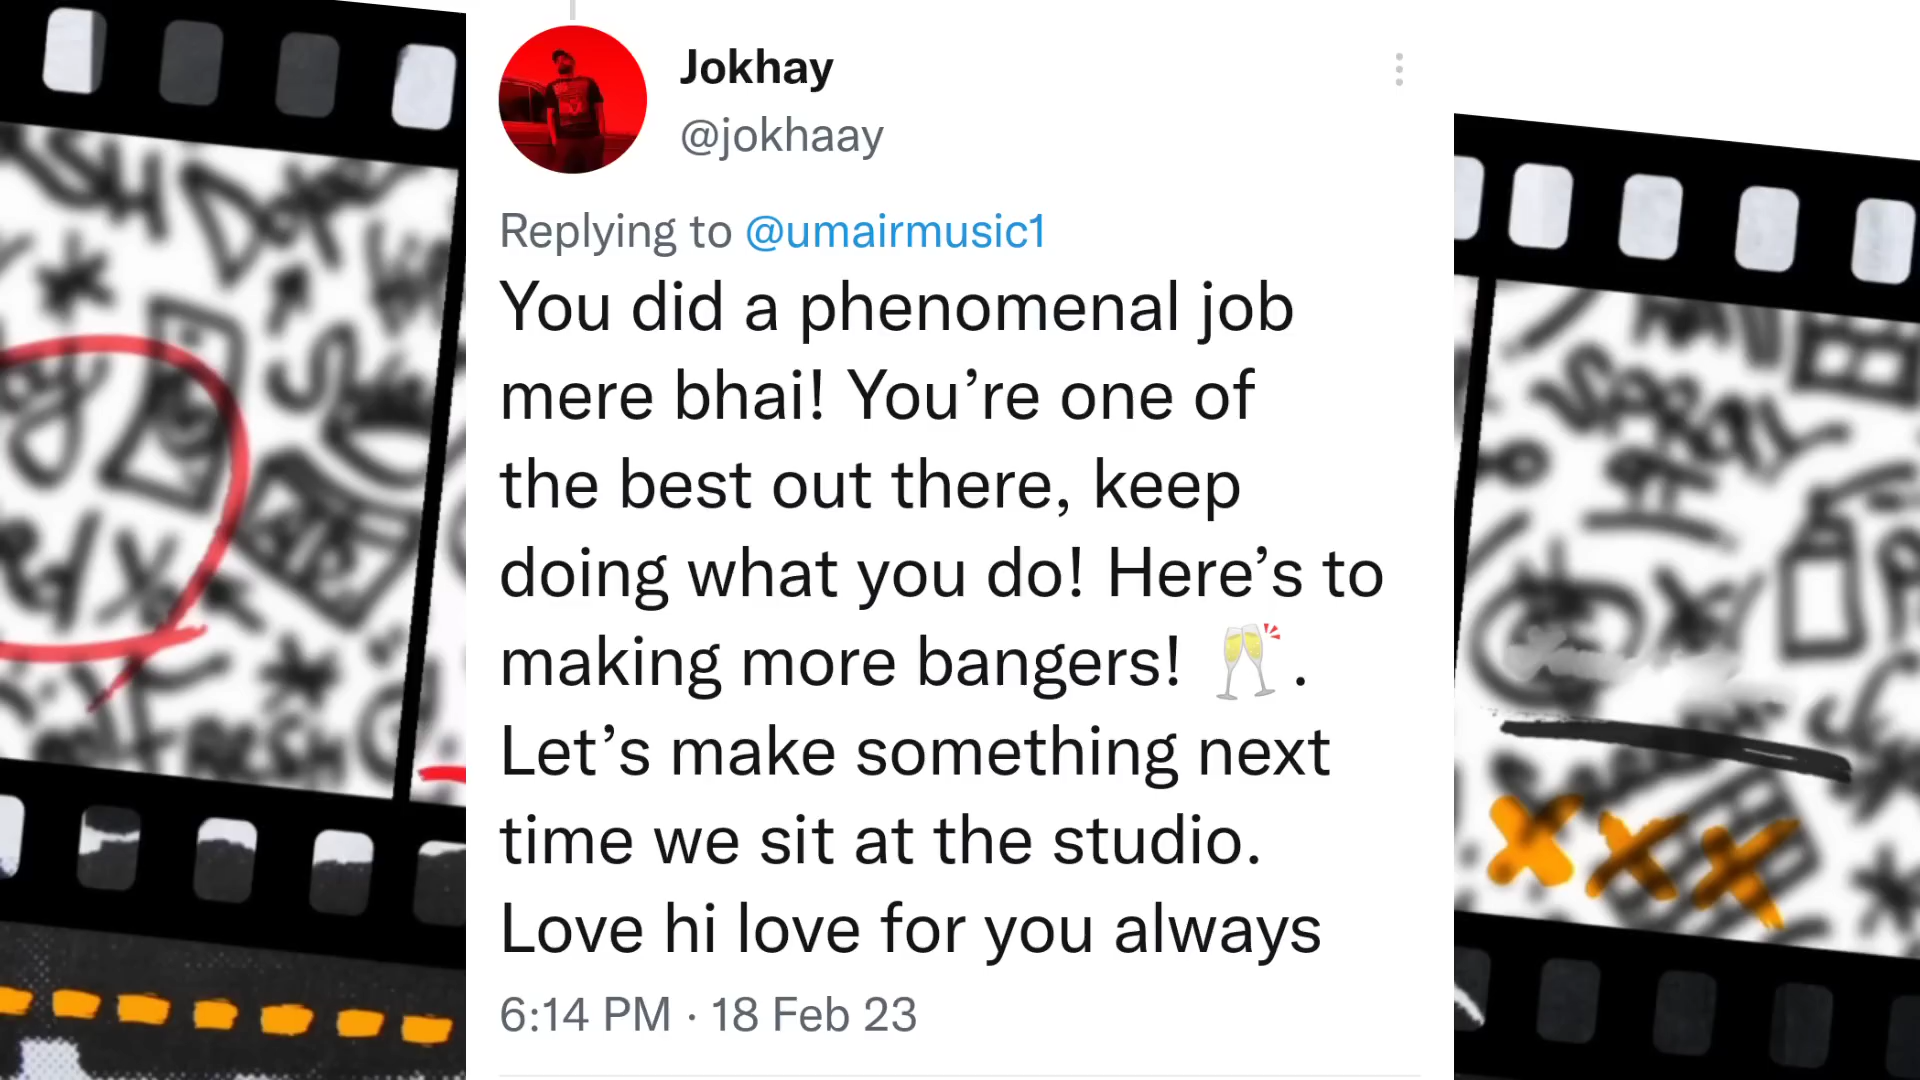 Jokhay
@jokhaay
Replying to @umairmusic1
You did a phenomenal job
mere bhai! You’re one of
the best out there, keep
doing what you do! Here’s to
making more bangers! 🥂.
Let’s make something next
time we sit at the studio.
Love hi love for you always
6:14 PM · 18 Feb 23